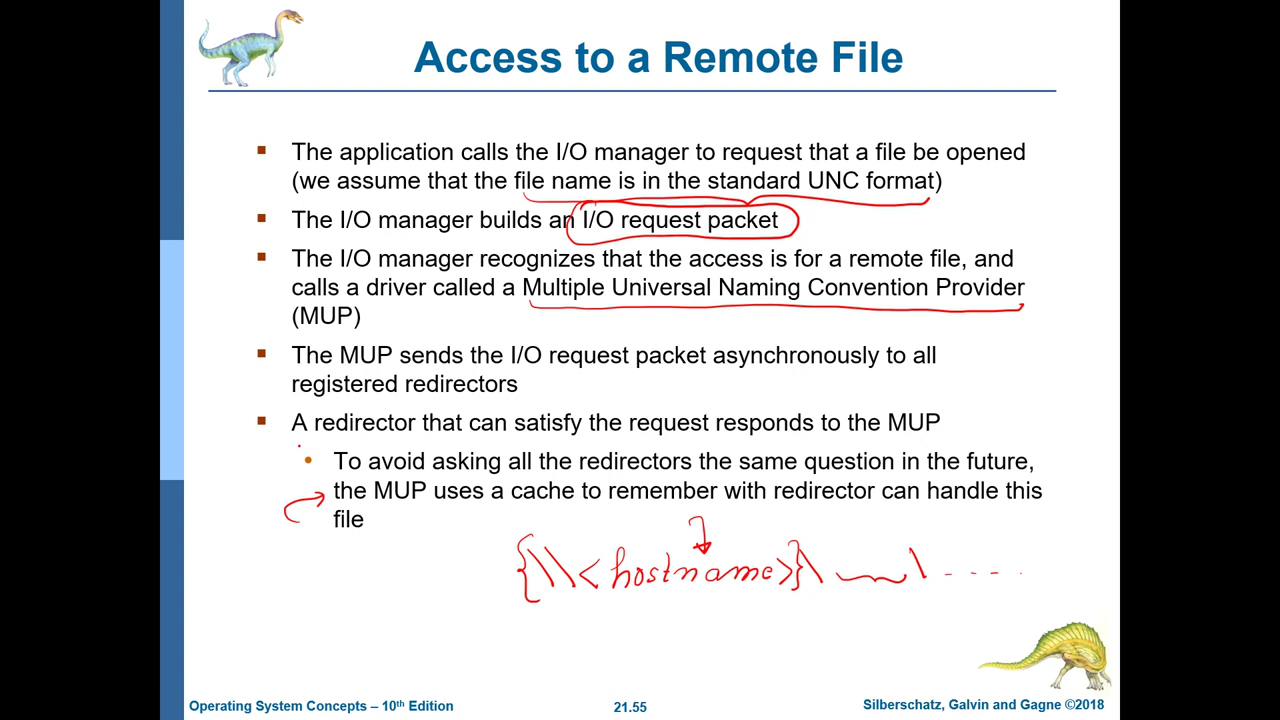 Access to a Remote File
▪ The application calls the I/O manager to request that a file be opened
(we assume that the file name is in the standard UNC format)
▪ The I/O manager builds an I/O request packet
▪ The I/O manager recognizes that the access is for a remote file, and
calls a driver called a Multiple Universal Naming Convention Provider
(MUP)
▪ The MUP sends the I/O request packet asynchronously to all
registered redirectors
▪ A redirector that can satisfy the request responds to the MUP
• To avoid asking all the redirectors the same question in the future,
the MUP uses a cache to remember with redirector can handle this
file
{\\<hostname>}\ \ ----
Operating System Concepts – 10th Edition
21.55
Silberschatz, Galvin and Gagne ©2018